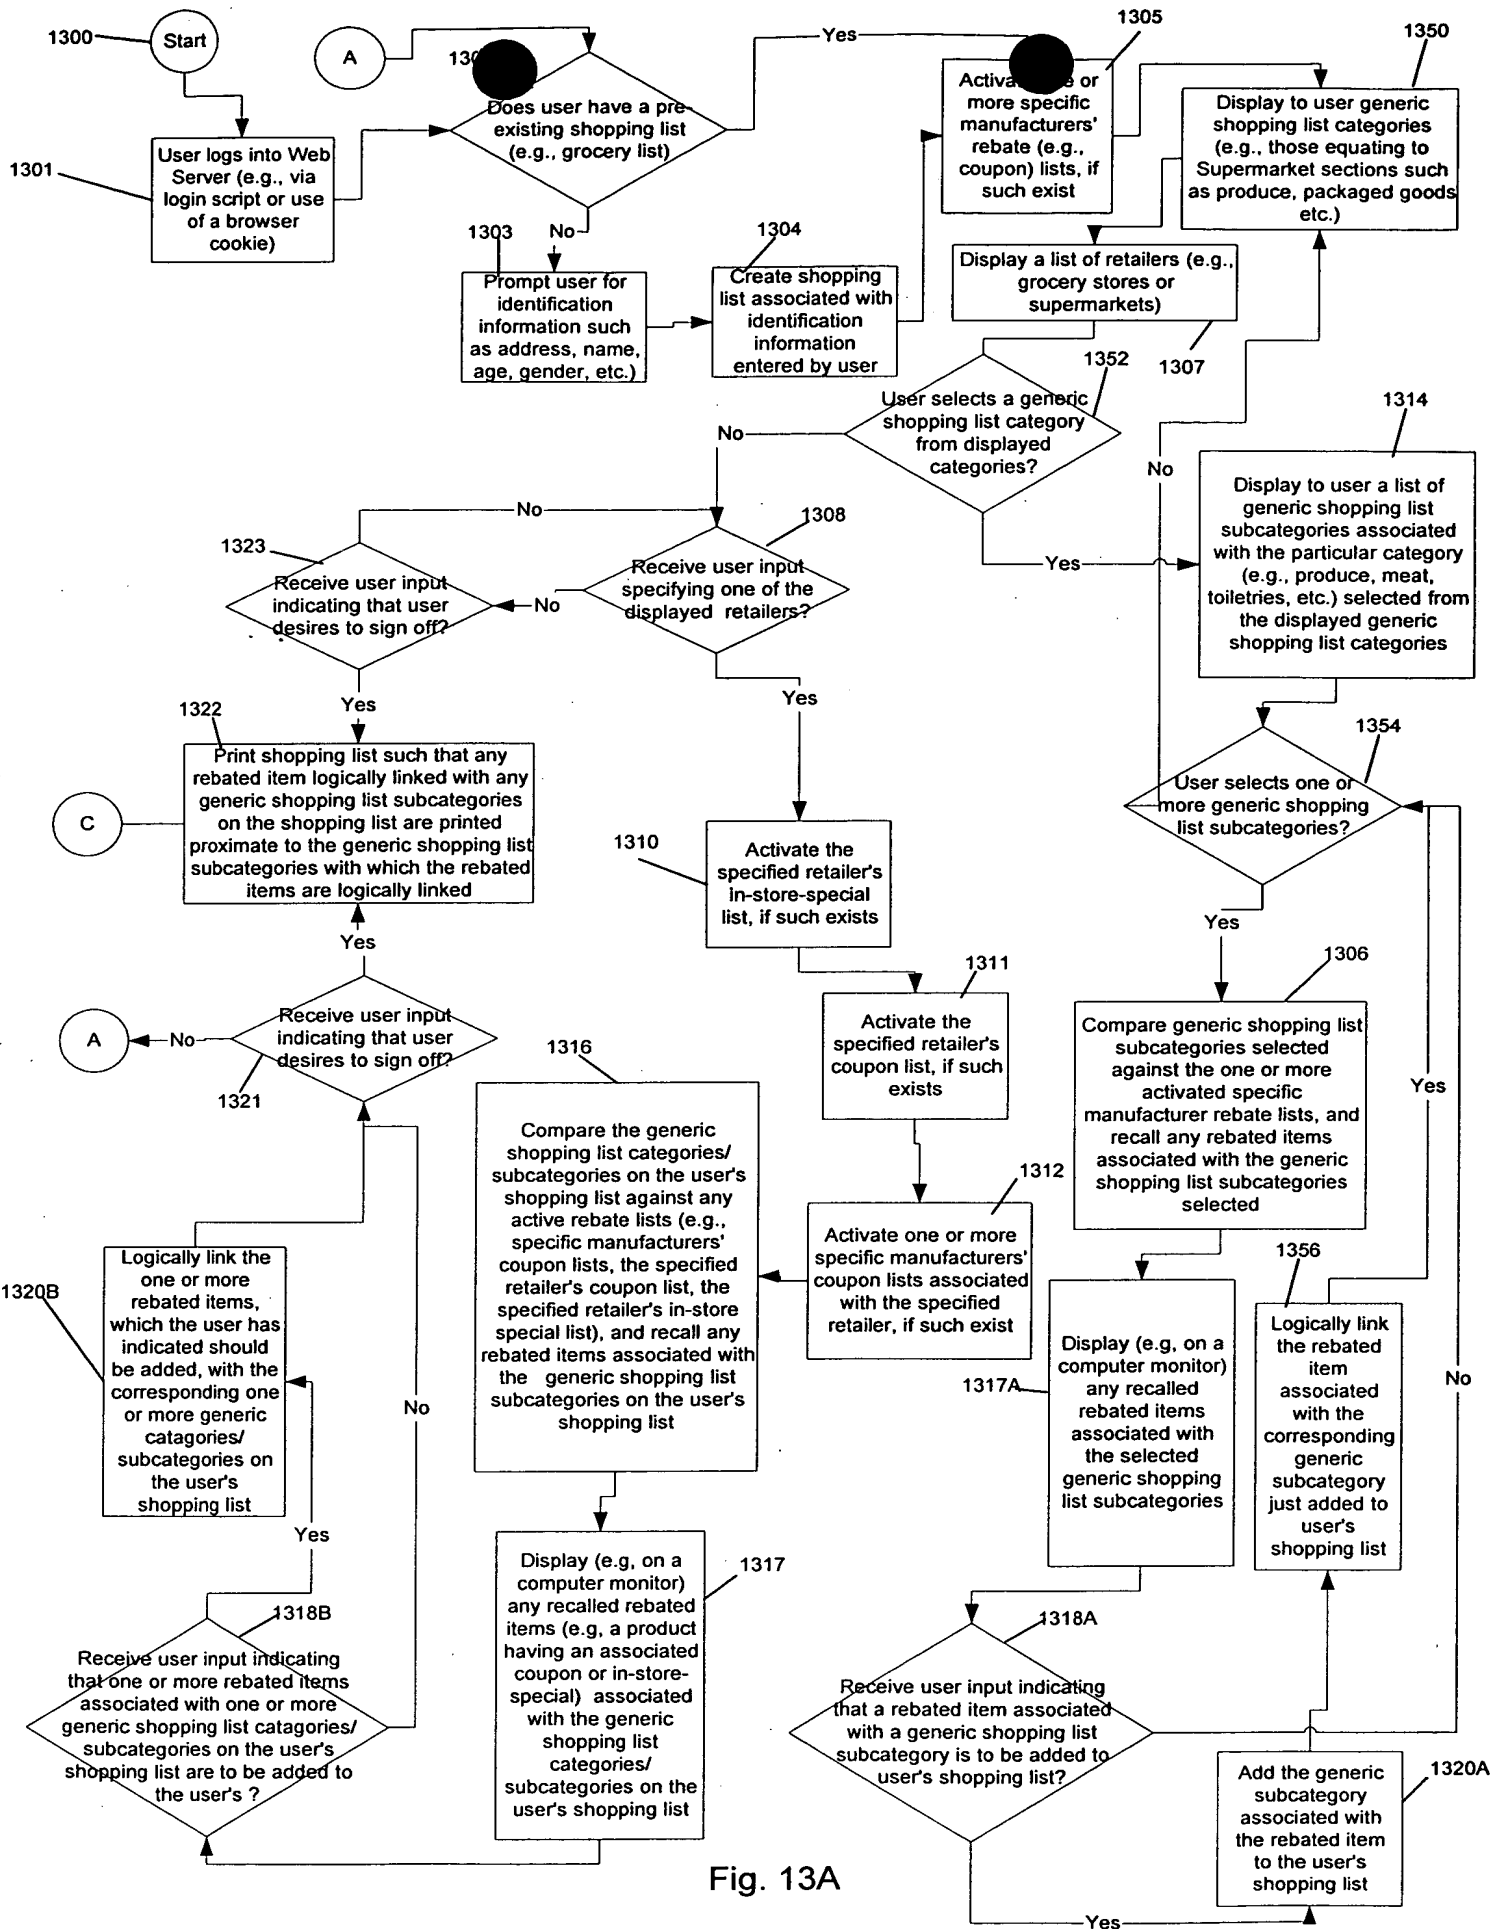 1300
Start
A
130
Yes
1305
1350
1301
User logs into Web
Server (e.g., via
login script or use
of a browser
cookie)
Does user have a pre-
existing shopping list
(e.g., grocery list)
or
more specific
manufacturers'
rebate (e.g.,
coupon) lists, if
such exist
Display to user generic
shopping list categories
(e.g., those equating to
Supermarket sections such
as produce, packaged goods
etc.)
No
1303
1304
Prompt user for
identification
information such
as address, name,
age, gender, etc.)
Create shopping
list associated with
identification
information
entered by user
Display a list of retailers (e.g.,
grocery stores or
supermarkets)
1307
1352
User selects a generic
shopping list category
from displayed
categories?
No
Yes
No
1314
Display to user a list of
generic shopping list
subcategories associated
with the particular category
(e.g., produce, meat,
toiletries, etc.) selected from
the displayed generic
shopping list categories
No
1323
1308
Receive user input
indicating that user
desires to sign off?
No
Receive user input
specifying one of the
displayed retailers?
Yes
Yes
1322
Print shopping list such that any
rebated item logically linked with any
generic shopping list subcategories
on the shopping list are printed
proximate to the generic shopping list
subcategories with which the rebated
items are logically linked
C
1354
User selects one or
more generic shopping
list subcategories?
Yes
1310
Activate the
specified retailer's
in-store-special
list, if such exists
Yes
A
No
Receive user input
indicating that user
desires to sign off?
1321
1311
Activate the
specified retailer's
coupon list, if such
exists
1306
Compare generic shopping list
subcategories selected
against the one or more
activated specific
manufacturer rebate lists, and
recall any rebated items
associated with the generic
shopping list subcategories
selected
Yes
1316
Compare the generic
shopping list categories/
subcategories on the user's
shopping list against any
active rebate lists (e.g.,
specific manufacturers'
coupon lists, the specified
retailer's coupon list, the
specified retailer's in-store
special list), and recall any
rebated items associated with
the generic shopping list
subcategories on the user's
shopping list
1312
Activate one or more
specific manufacturers'
coupon lists associated
with the specified
retailer, if such exist
1320B
Logically link the
one or more
rebated items,
which the user has
indicated should
be added, with the
corresponding one
or more generic
catagories/
subcategories on
the user's
shopping list
No
Yes
1317A
Display (e.g, on a
computer monitor)
any recalled
rebated items
associated with
the selected
generic shopping
list subcategories
1356
Logically link
the rebated
item
associated
with the
corresponding
generic
subcategory
just added to
user's
shopping list
No
1317
Display (e.g, on a
computer monitor)
any recalled rebated
items (e.g, a product
having an associated
coupon or in-store-
special) associated
with the generic
shopping list
categories/
subcategories on the
user's shopping list
1318B
Receive user input indicating
that one or more rebated items
associated with one or more
generic shopping list catagories/
subcategories on the user's
shopping list are to be added to
the user's ?
1318A
Receive user input indicating
that a rebated item associated
with a generic shopping list
subcategory is to be added to
user's shopping list?
1320A
Add the generic
subcategory
associated with
the rebated item
to the user's
shopping list
Yes
Fig. 13A